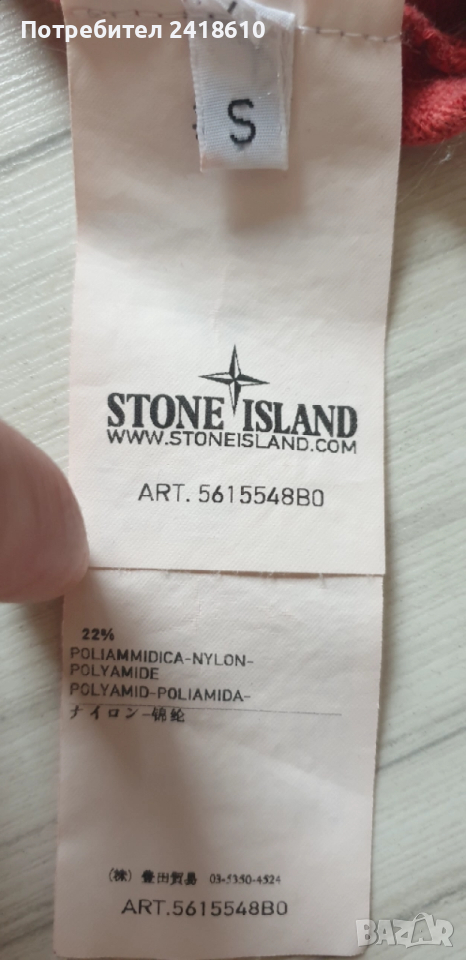 Потребител 2418610
S
STONE ISLAND
WWW.STONEISLAND.COM
ART. 5615548B0
22%
POLIAMMIDICA-NYLON-
POLYAMIDE
POLYAMID-POLIAMIDA-
ナイロン-锦纶
(株) 豊田貿易 03-5350-4524
ART.5615548B0
BAZAR